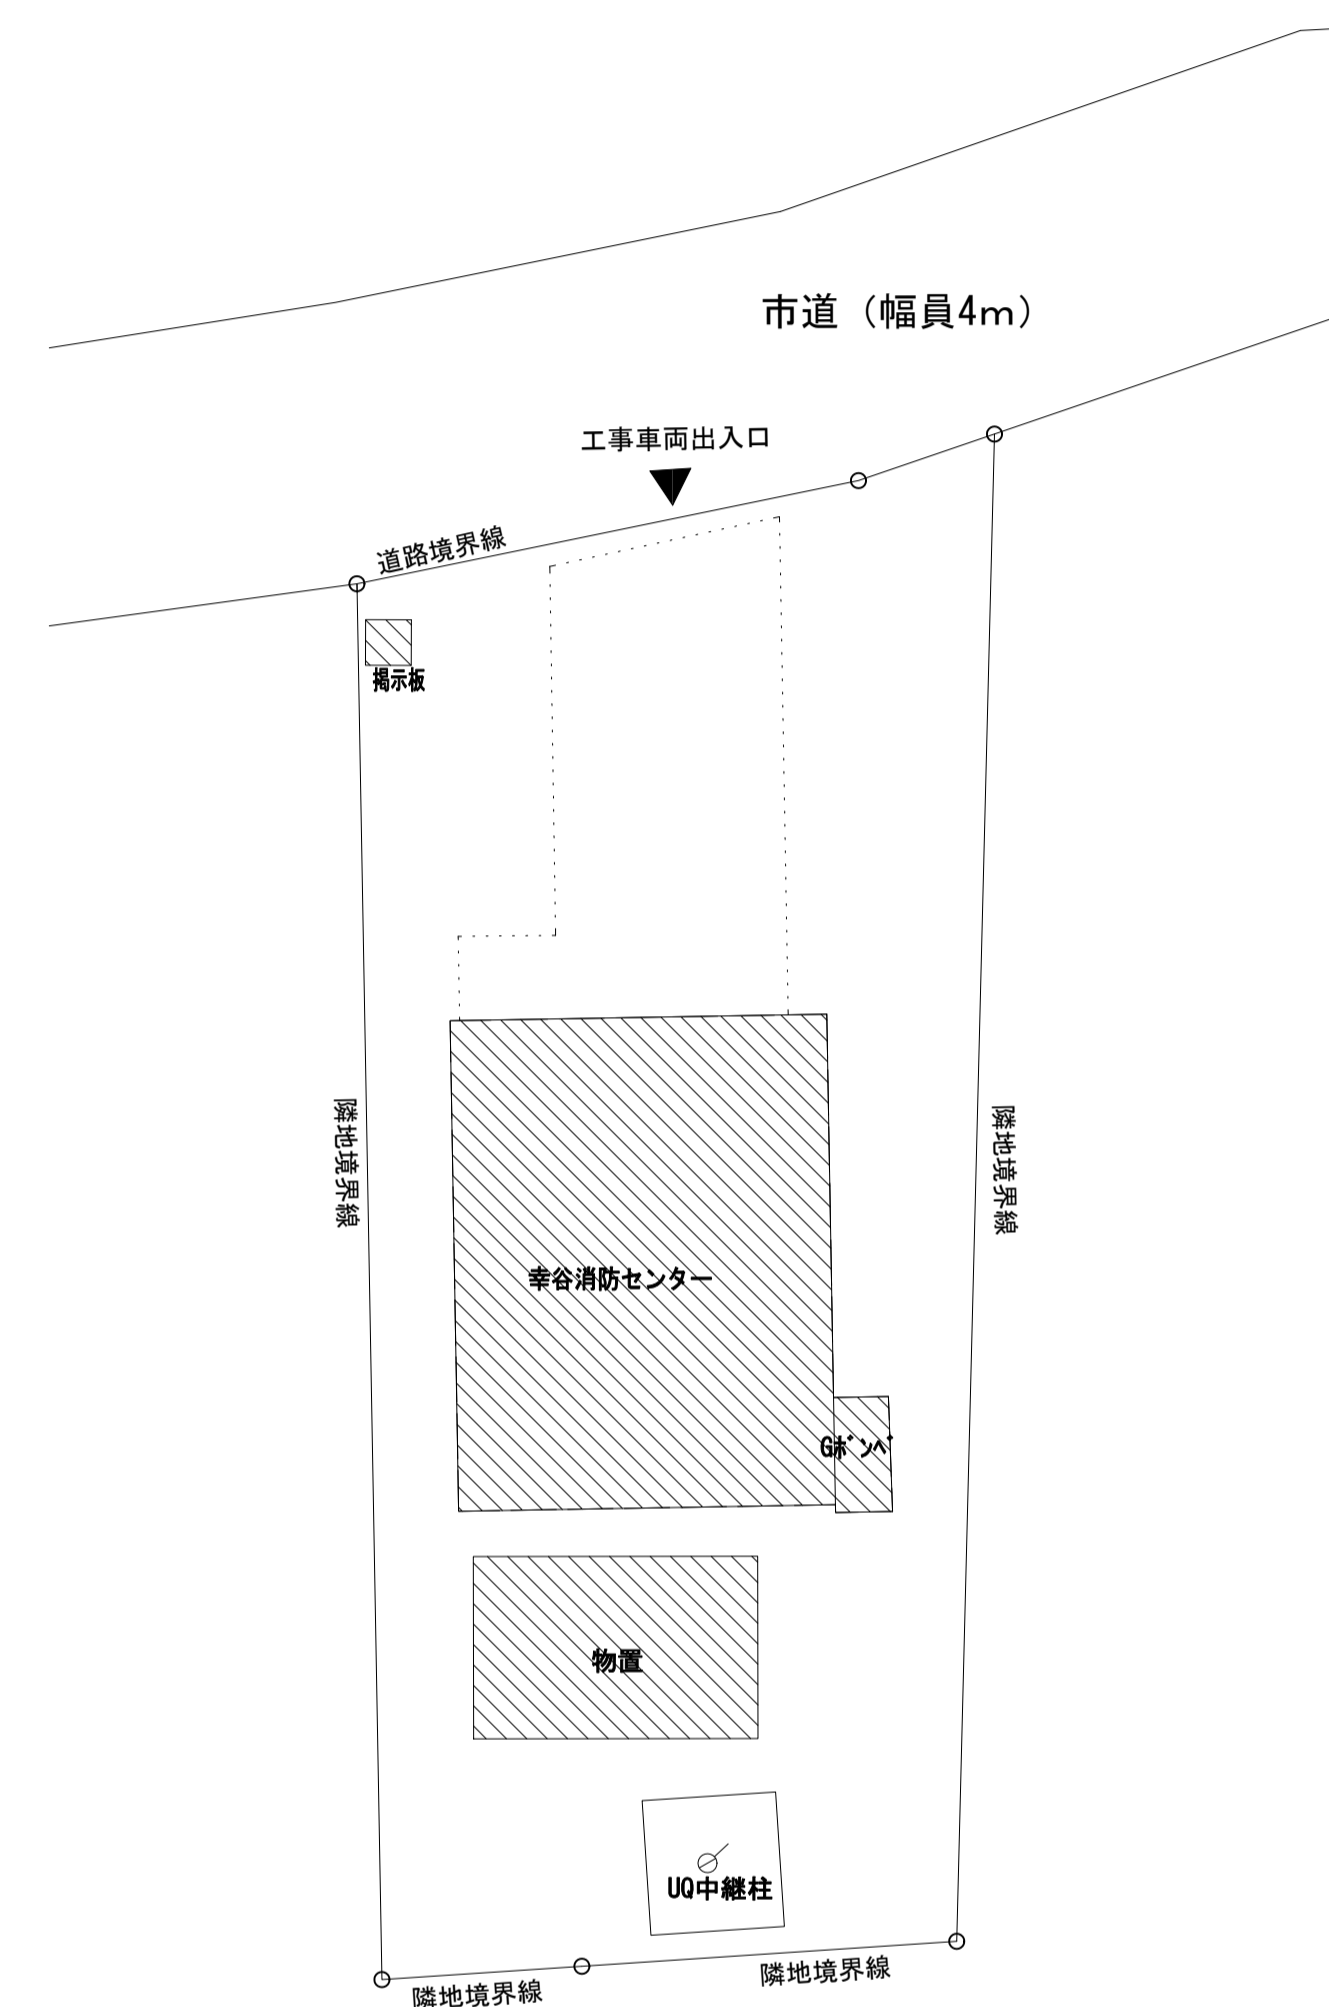 市道（幅員4m）
工事車両出入口
道路境界線
掲示板
隣地境界線
隣地境界線
幸谷消防センター
Gﾎﾞﾝﾍﾞ
物置
UQ中継柱
隣地境界線
隣地境界線